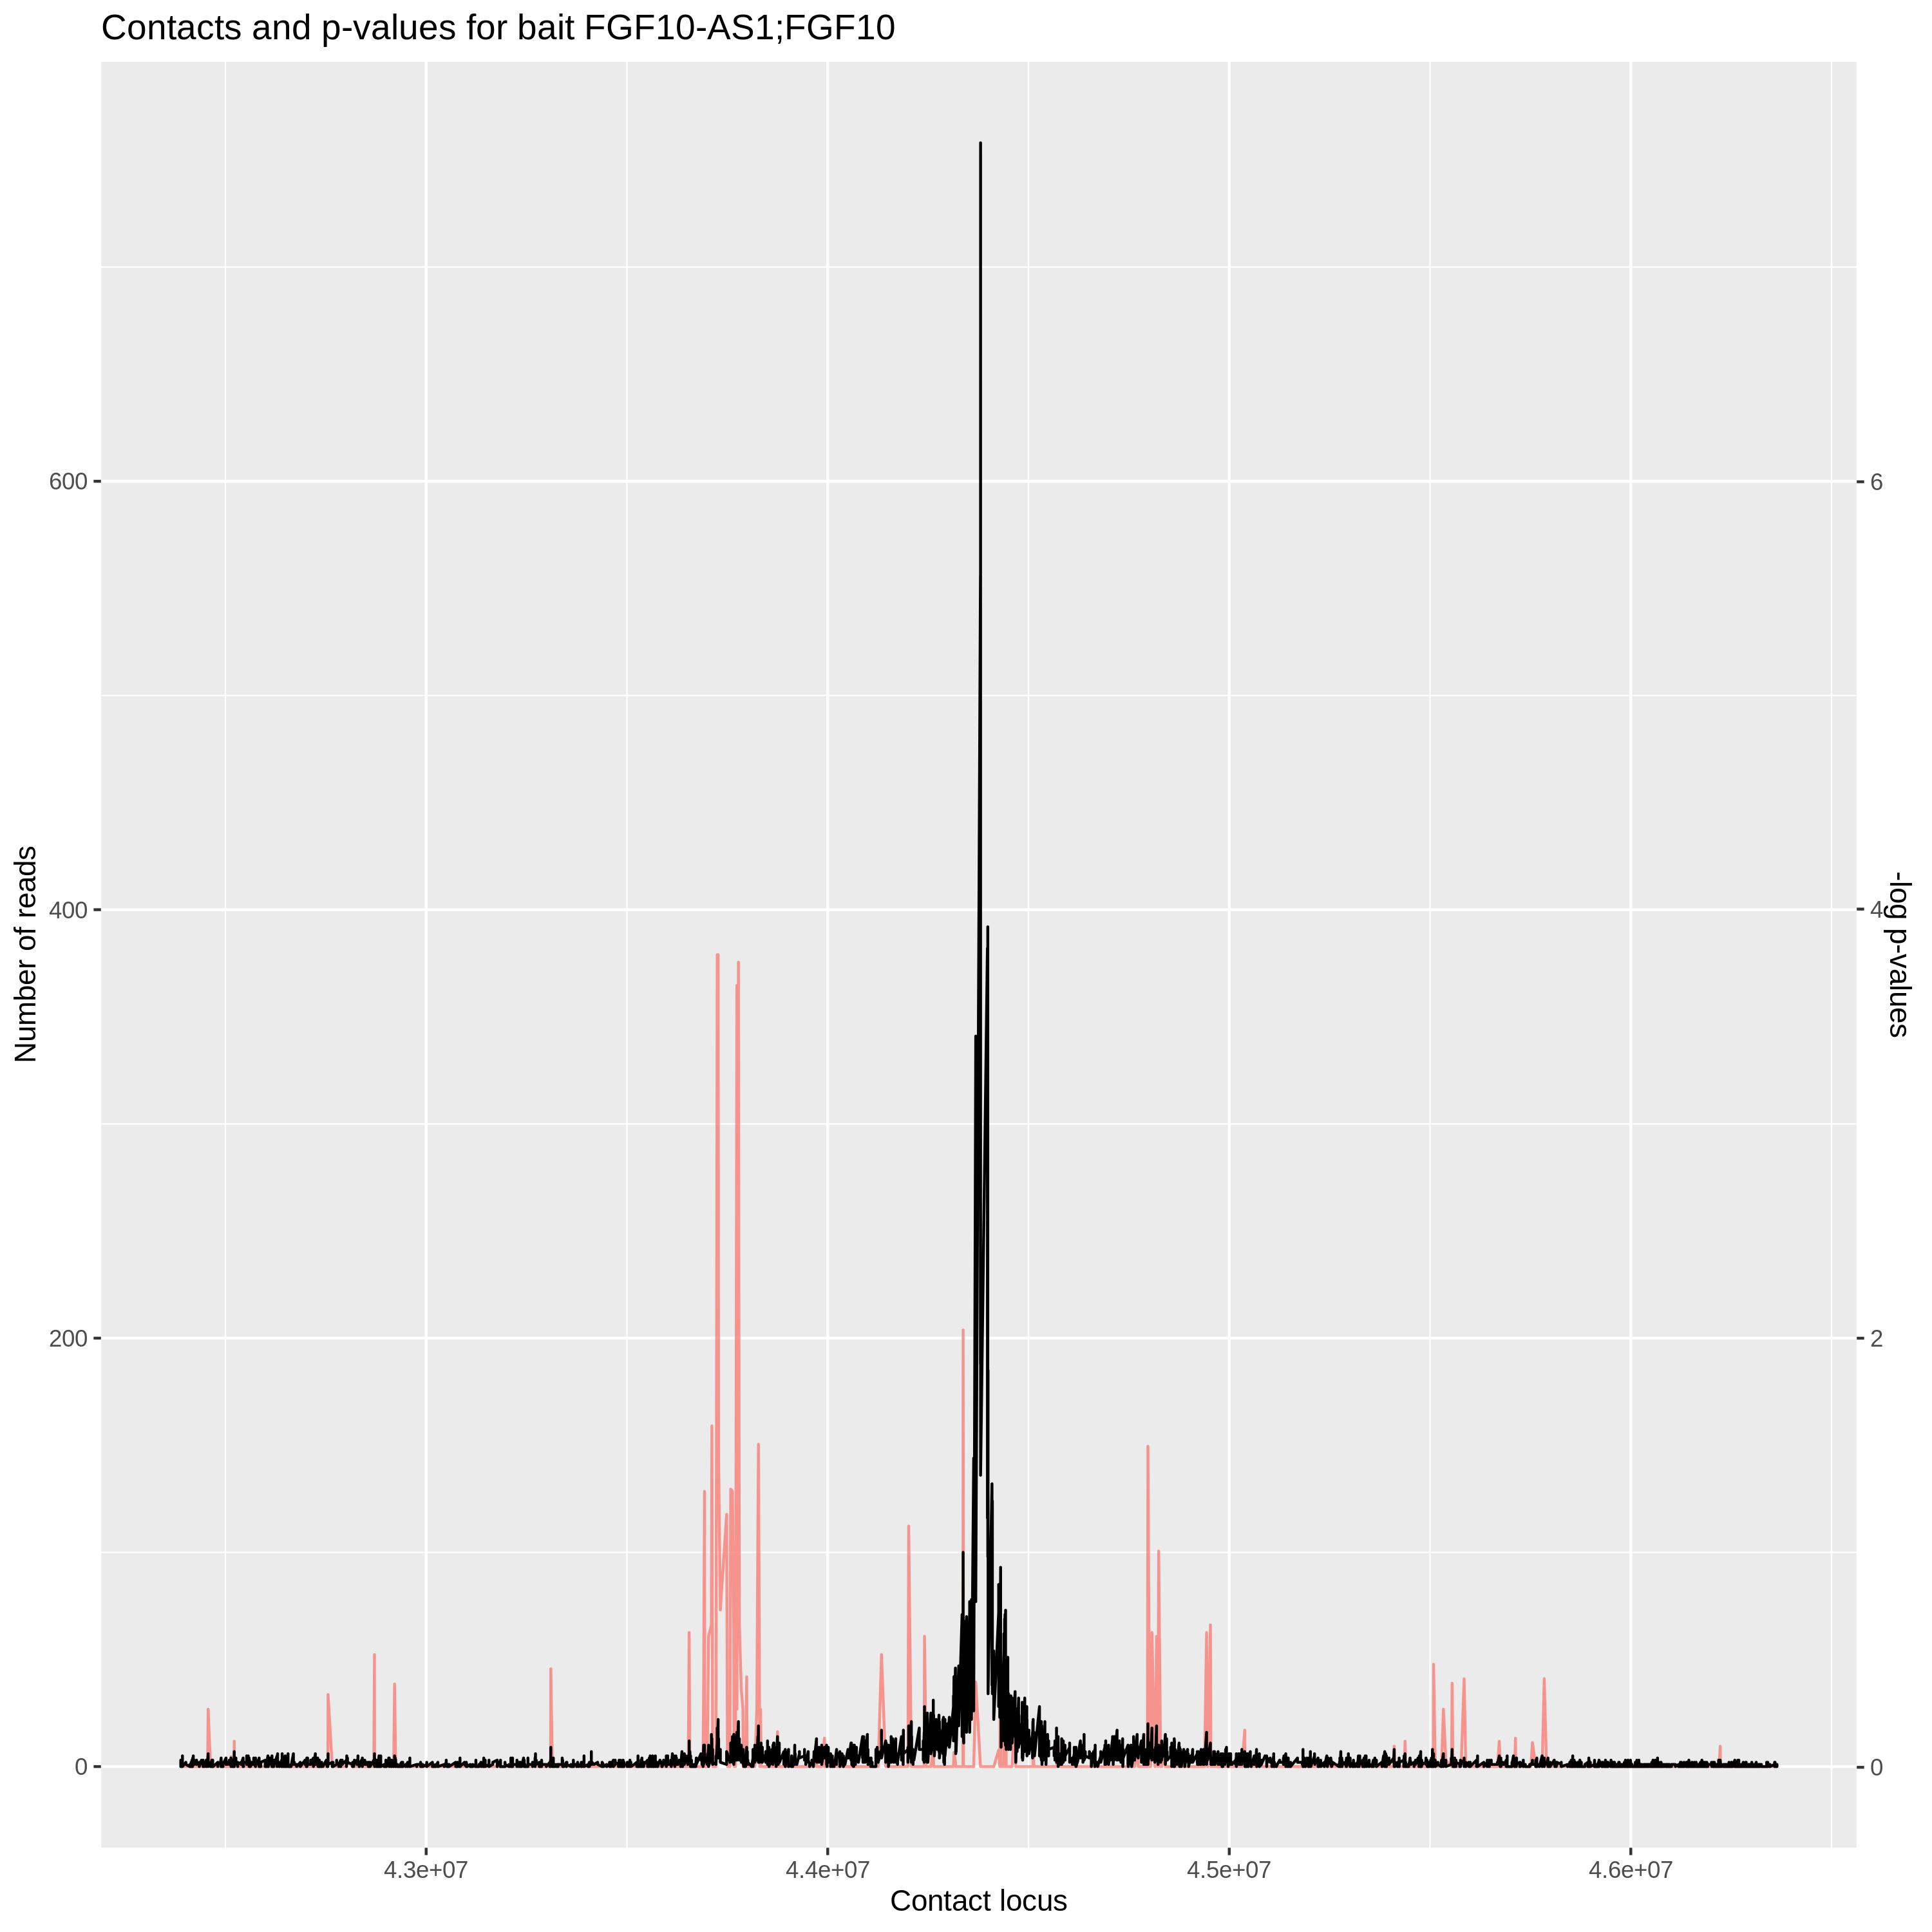 Contacts and p-values for bait FGF10-AS1;FGF10
Number of reads
600
400
200
0
6
4
2
0
-log p-values
4.3e+07
4.4e+07
4.5e+07
4.6e+07
Contact locus